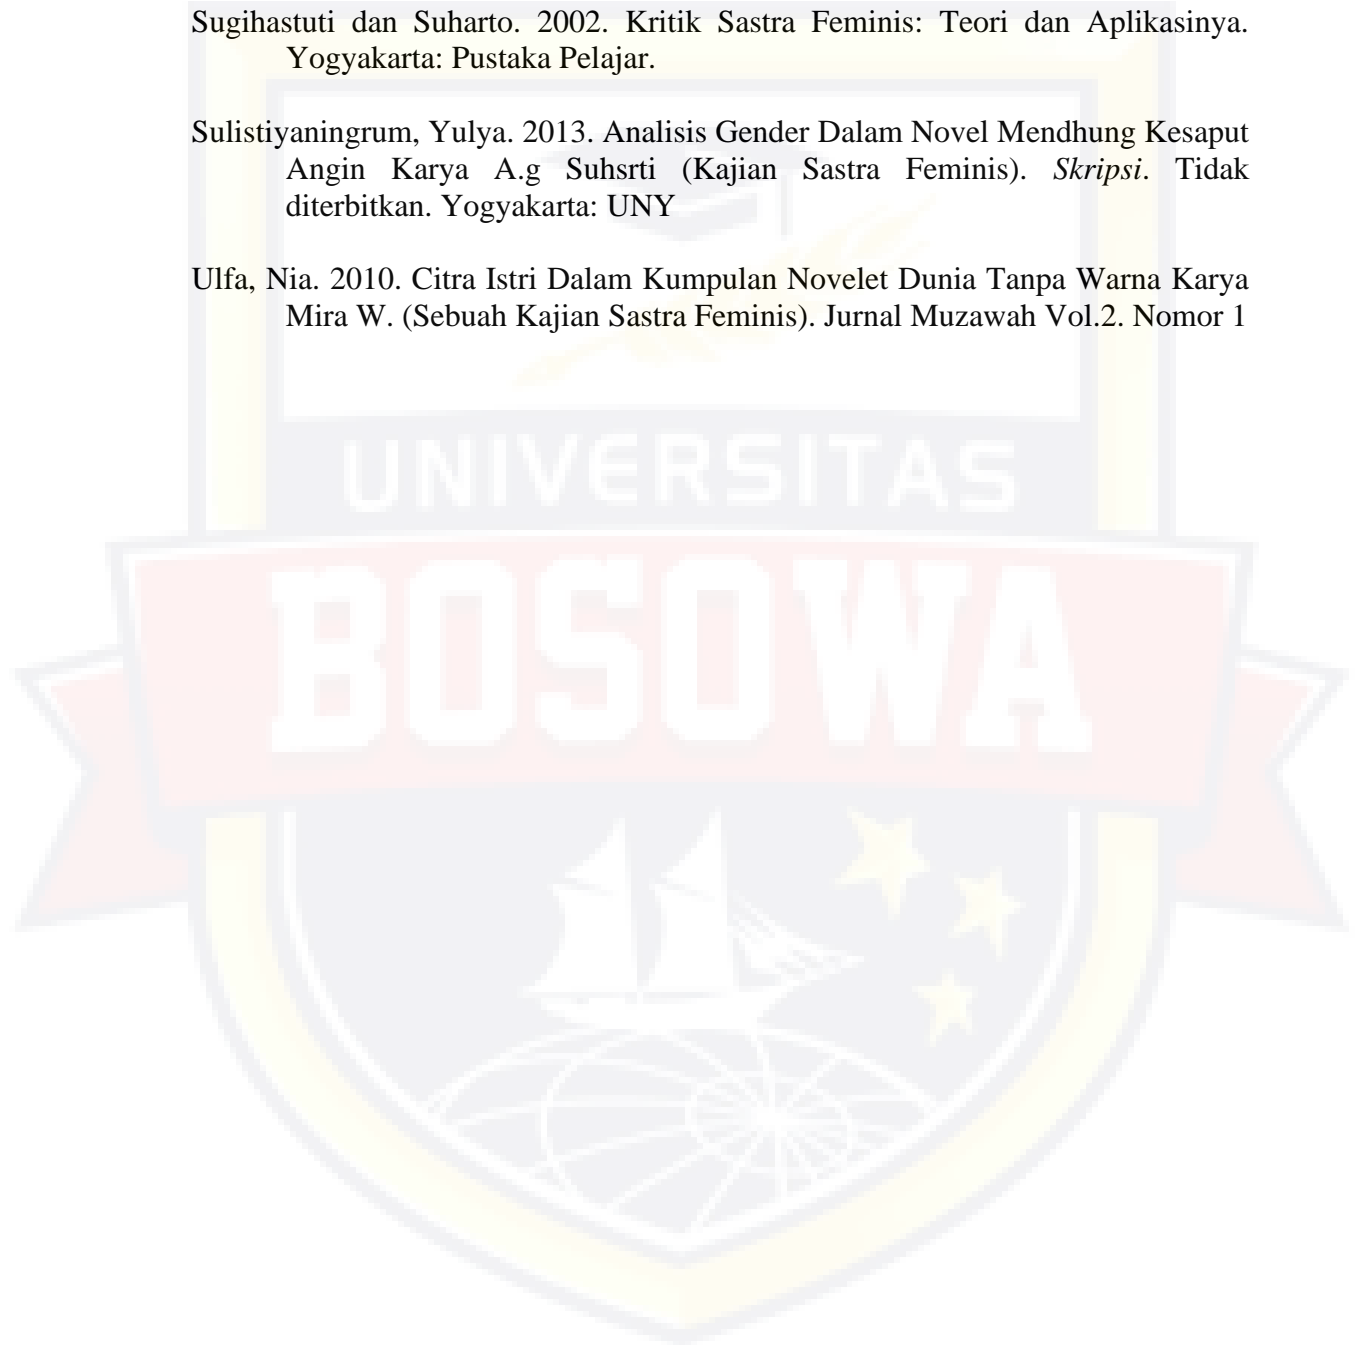 Sugihastuti dan Suharto. 2002. Kritik Sastra Feminis: Teori dan Aplikasinya.
Yogyakarta: Pustaka Pelajar.
Sulistiyaningrum, Yulya. 2013. Analisis Gender Dalam Novel Mendhung Kesaput
Angin Karya A.g Suhsrti (Kajian Sastra Feminis). Skripsi. Tidak
diterbitkan. Yogyakarta: UNY
Ulfa, Nia. 2010. Citra Istri Dalam Kumpulan Novelet Dunia Tanpa Warna Karya
Mira W. (Sebuah Kajian Sastra Feminis). Jurnal Muzawah Vol.2. Nomor 1
UNIVERSITAS
BOSOWA